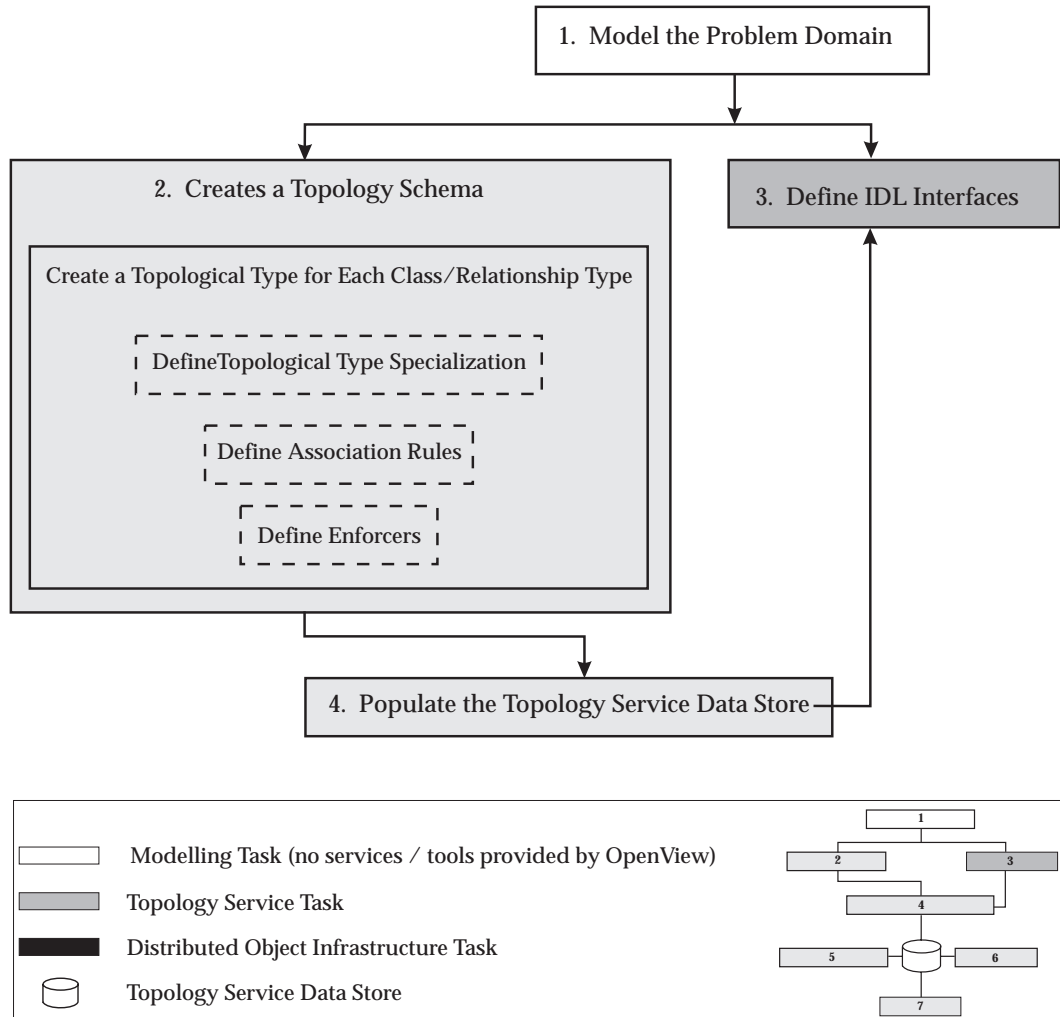 1. Model the Problem Domain
2. Creates a Topology Schema
3. Define IDL Interfaces
Create a Topological Type for Each Class/Relationship Type
DefineTopological Type Specialization
Define Association Rules
Define Enforcers
4. Populate the Topology Service Data Store
Modelling Task (no services / tools provided by OpenView)
Topology Service Task
Distributed Object Infrastructure Task
Topology Service Data Store
1
2
3
4
5
6
7